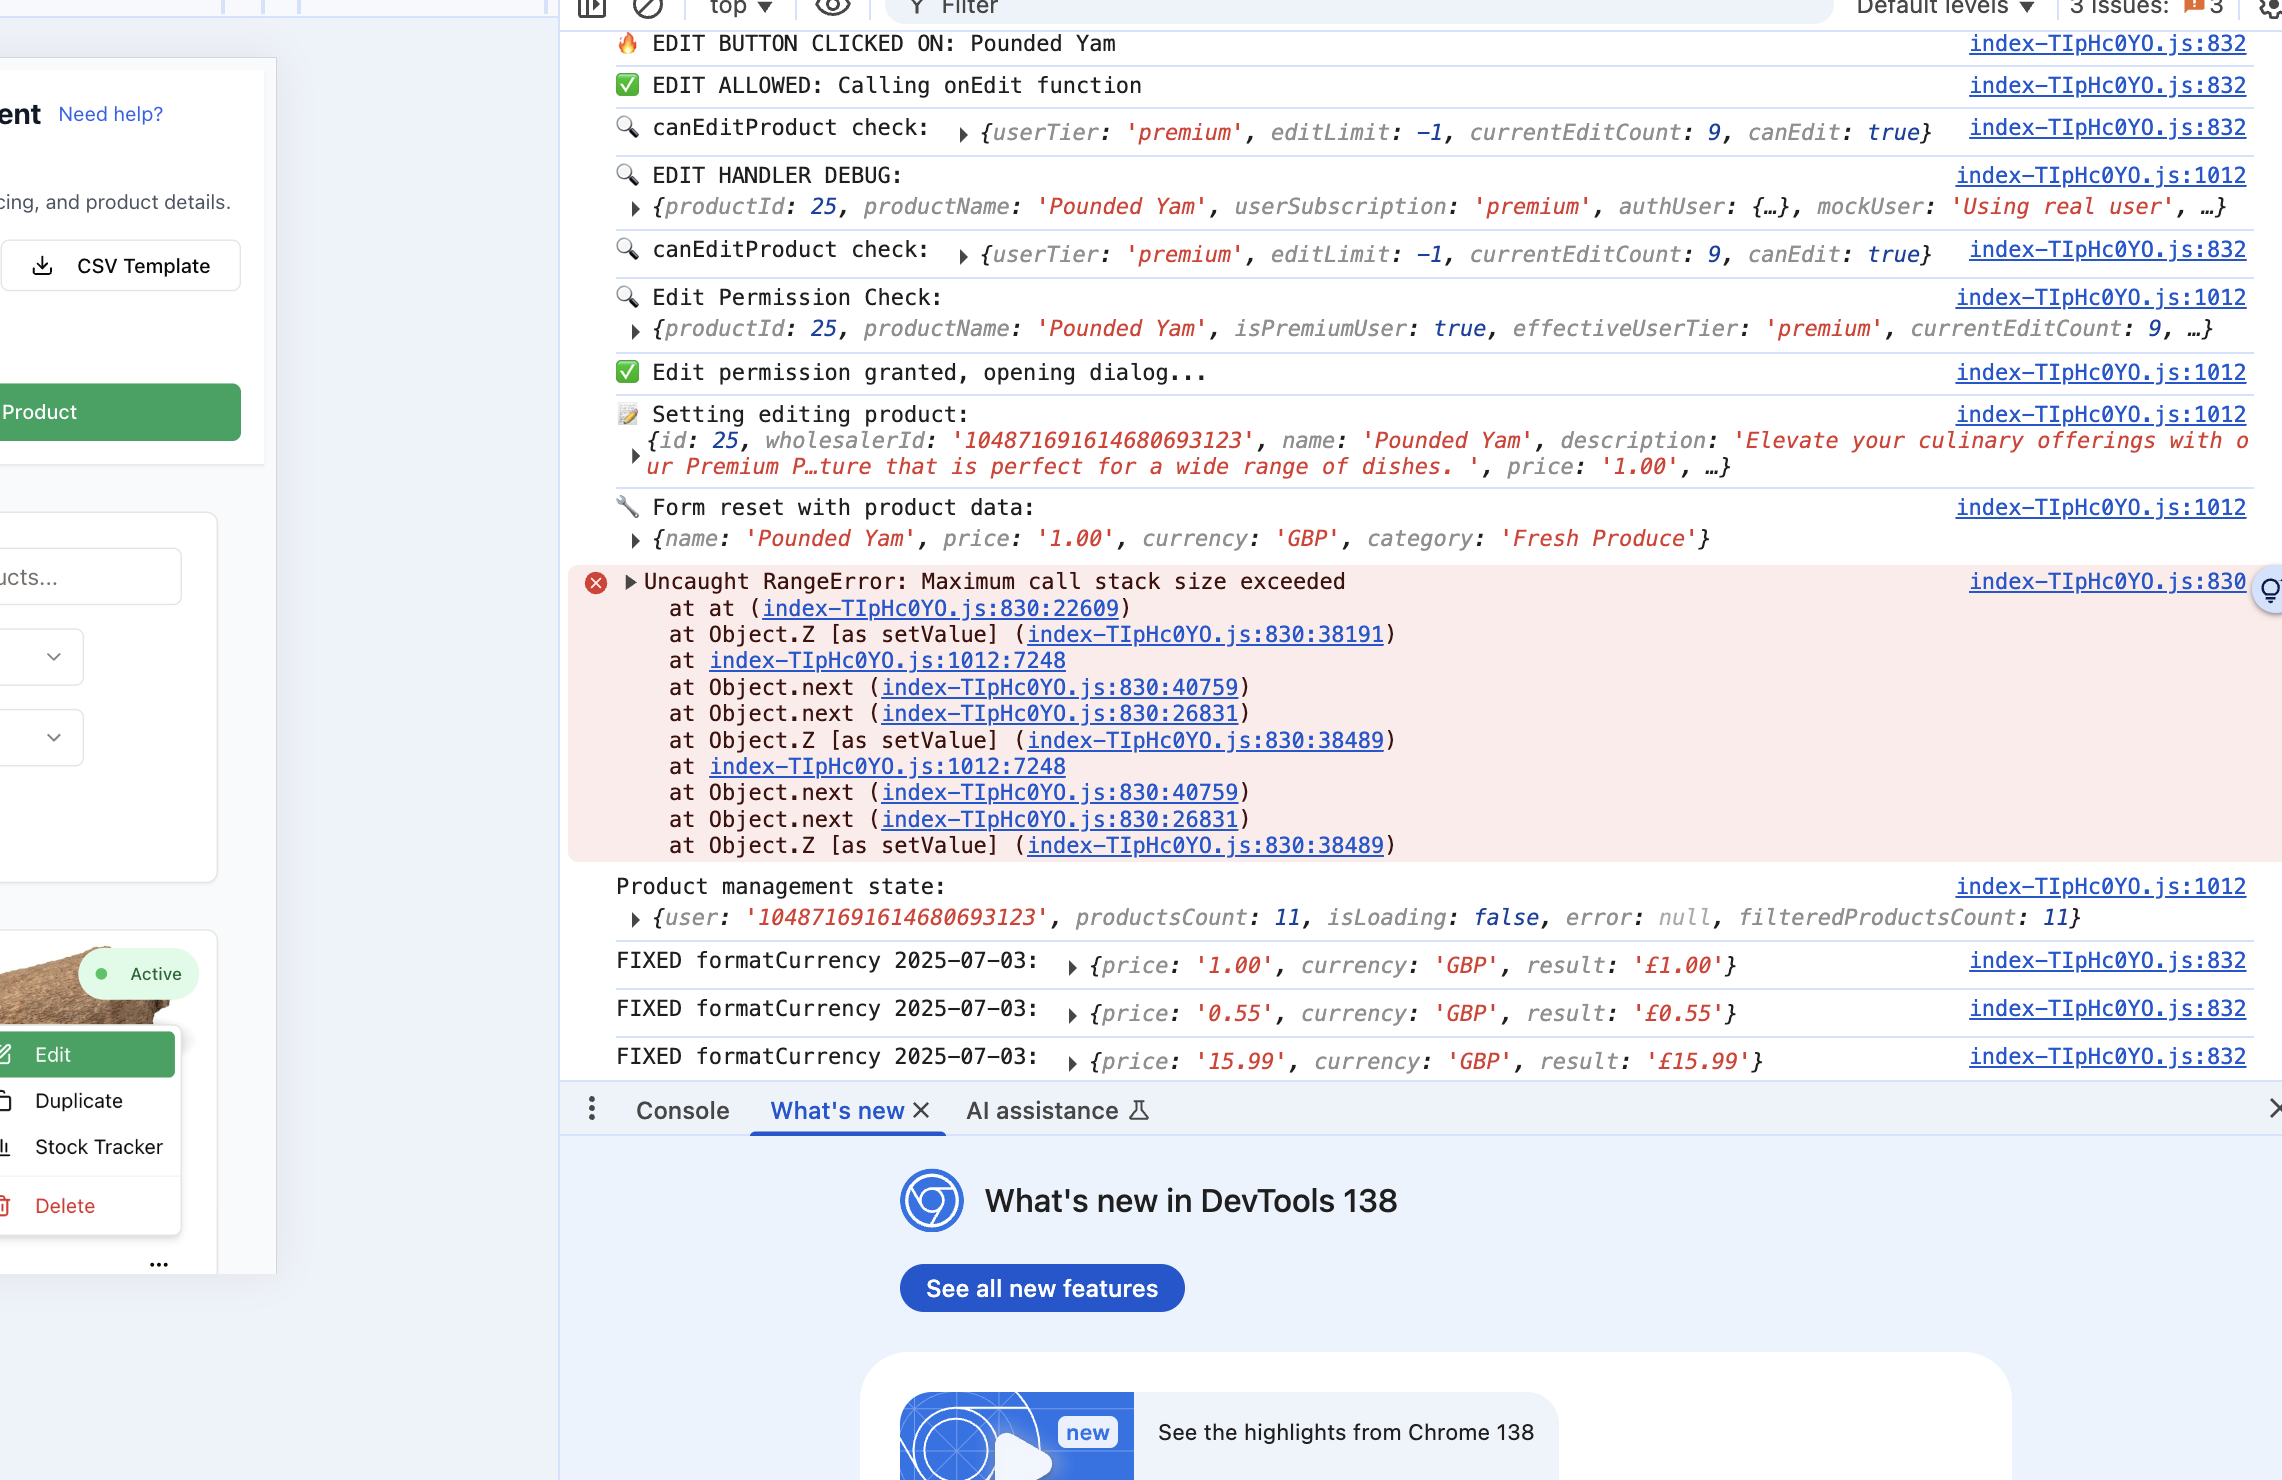 top ▼
Filter
Default levels ▼
3 Issues: 3
🔥 EDIT BUTTON CLICKED ON: Pounded Yam index-TIpHc0YO.js:832
✅ EDIT ALLOWED: Calling onEdit function index-TIpHc0YO.js:832
🔍 canEditProduct check: ▶ {userTier: 'premium', editLimit: -1, currentEditCount: 9, canEdit: true} index-TIpHc0YO.js:832
🔍 EDIT HANDLER DEBUG: index-TIpHc0YO.js:1012
▶ {productId: 25, productName: 'Pounded Yam', userSubscription: 'premium', authUser: {…}, mockUser: 'Using real user', …}
🔍 canEditProduct check: ▶ {userTier: 'premium', editLimit: -1, currentEditCount: 9, canEdit: true} index-TIpHc0YO.js:832
🔍 Edit Permission Check: index-TIpHc0YO.js:1012
▶ {productId: 25, productName: 'Pounded Yam', isPremiumUser: true, effectiveUserTier: 'premium', currentEditCount: 9, …}
✅ Edit permission granted, opening dialog... index-TIpHc0YO.js:1012
📝 Setting editing product: index-TIpHc0YO.js:1012
{id: 25, wholesalerId: '104871691614680693123', name: 'Pounded Yam', description: 'Elevate your culinary offerings with o
▶ ur Premium P…ture that is perfect for a wide range of dishes. ', price: '1.00', …}
🔧 Form reset with product data: index-TIpHc0YO.js:1012
▶ {name: 'Pounded Yam', price: '1.00', currency: 'GBP', category: 'Fresh Produce'}
▶ Uncaught RangeError: Maximum call stack size exceeded index-TIpHc0YO.js:830
at at (index-TIpHc0YO.js:830:22609)
at Object.Z [as setValue] (index-TIpHc0YO.js:830:38191)
at index-TIpHc0YO.js:1012:7248
at Object.next (index-TIpHc0YO.js:830:40759)
at Object.next (index-TIpHc0YO.js:830:26831)
at Object.Z [as setValue] (index-TIpHc0YO.js:830:38489)
at index-TIpHc0YO.js:1012:7248
at Object.next (index-TIpHc0YO.js:830:40759)
at Object.next (index-TIpHc0YO.js:830:26831)
at Object.Z [as setValue] (index-TIpHc0YO.js:830:38489)
Product management state: index-TIpHc0YO.js:1012
▶ {user: '104871691614680693123', productsCount: 11, isLoading: false, error: null, filteredProductsCount: 11}
FIXED formatCurrency 2025-07-03: ▶ {price: '1.00', currency: 'GBP', result: '£1.00'} index-TIpHc0YO.js:832
FIXED formatCurrency 2025-07-03: ▶ {price: '0.55', currency: 'GBP', result: '£0.55'} index-TIpHc0YO.js:832
FIXED formatCurrency 2025-07-03: ▶ {price: '15.99', currency: 'GBP', result: '£15.99'} index-TIpHc0YO.js:832
Console
What's new
AI assistance
What's new in DevTools 138
See all new features
new
See the highlights from Chrome 138
ent Need help?
cing, and product details.
CSV Template
Product
ucts...
Active
Edit
Duplicate
Stock Tracker
Delete